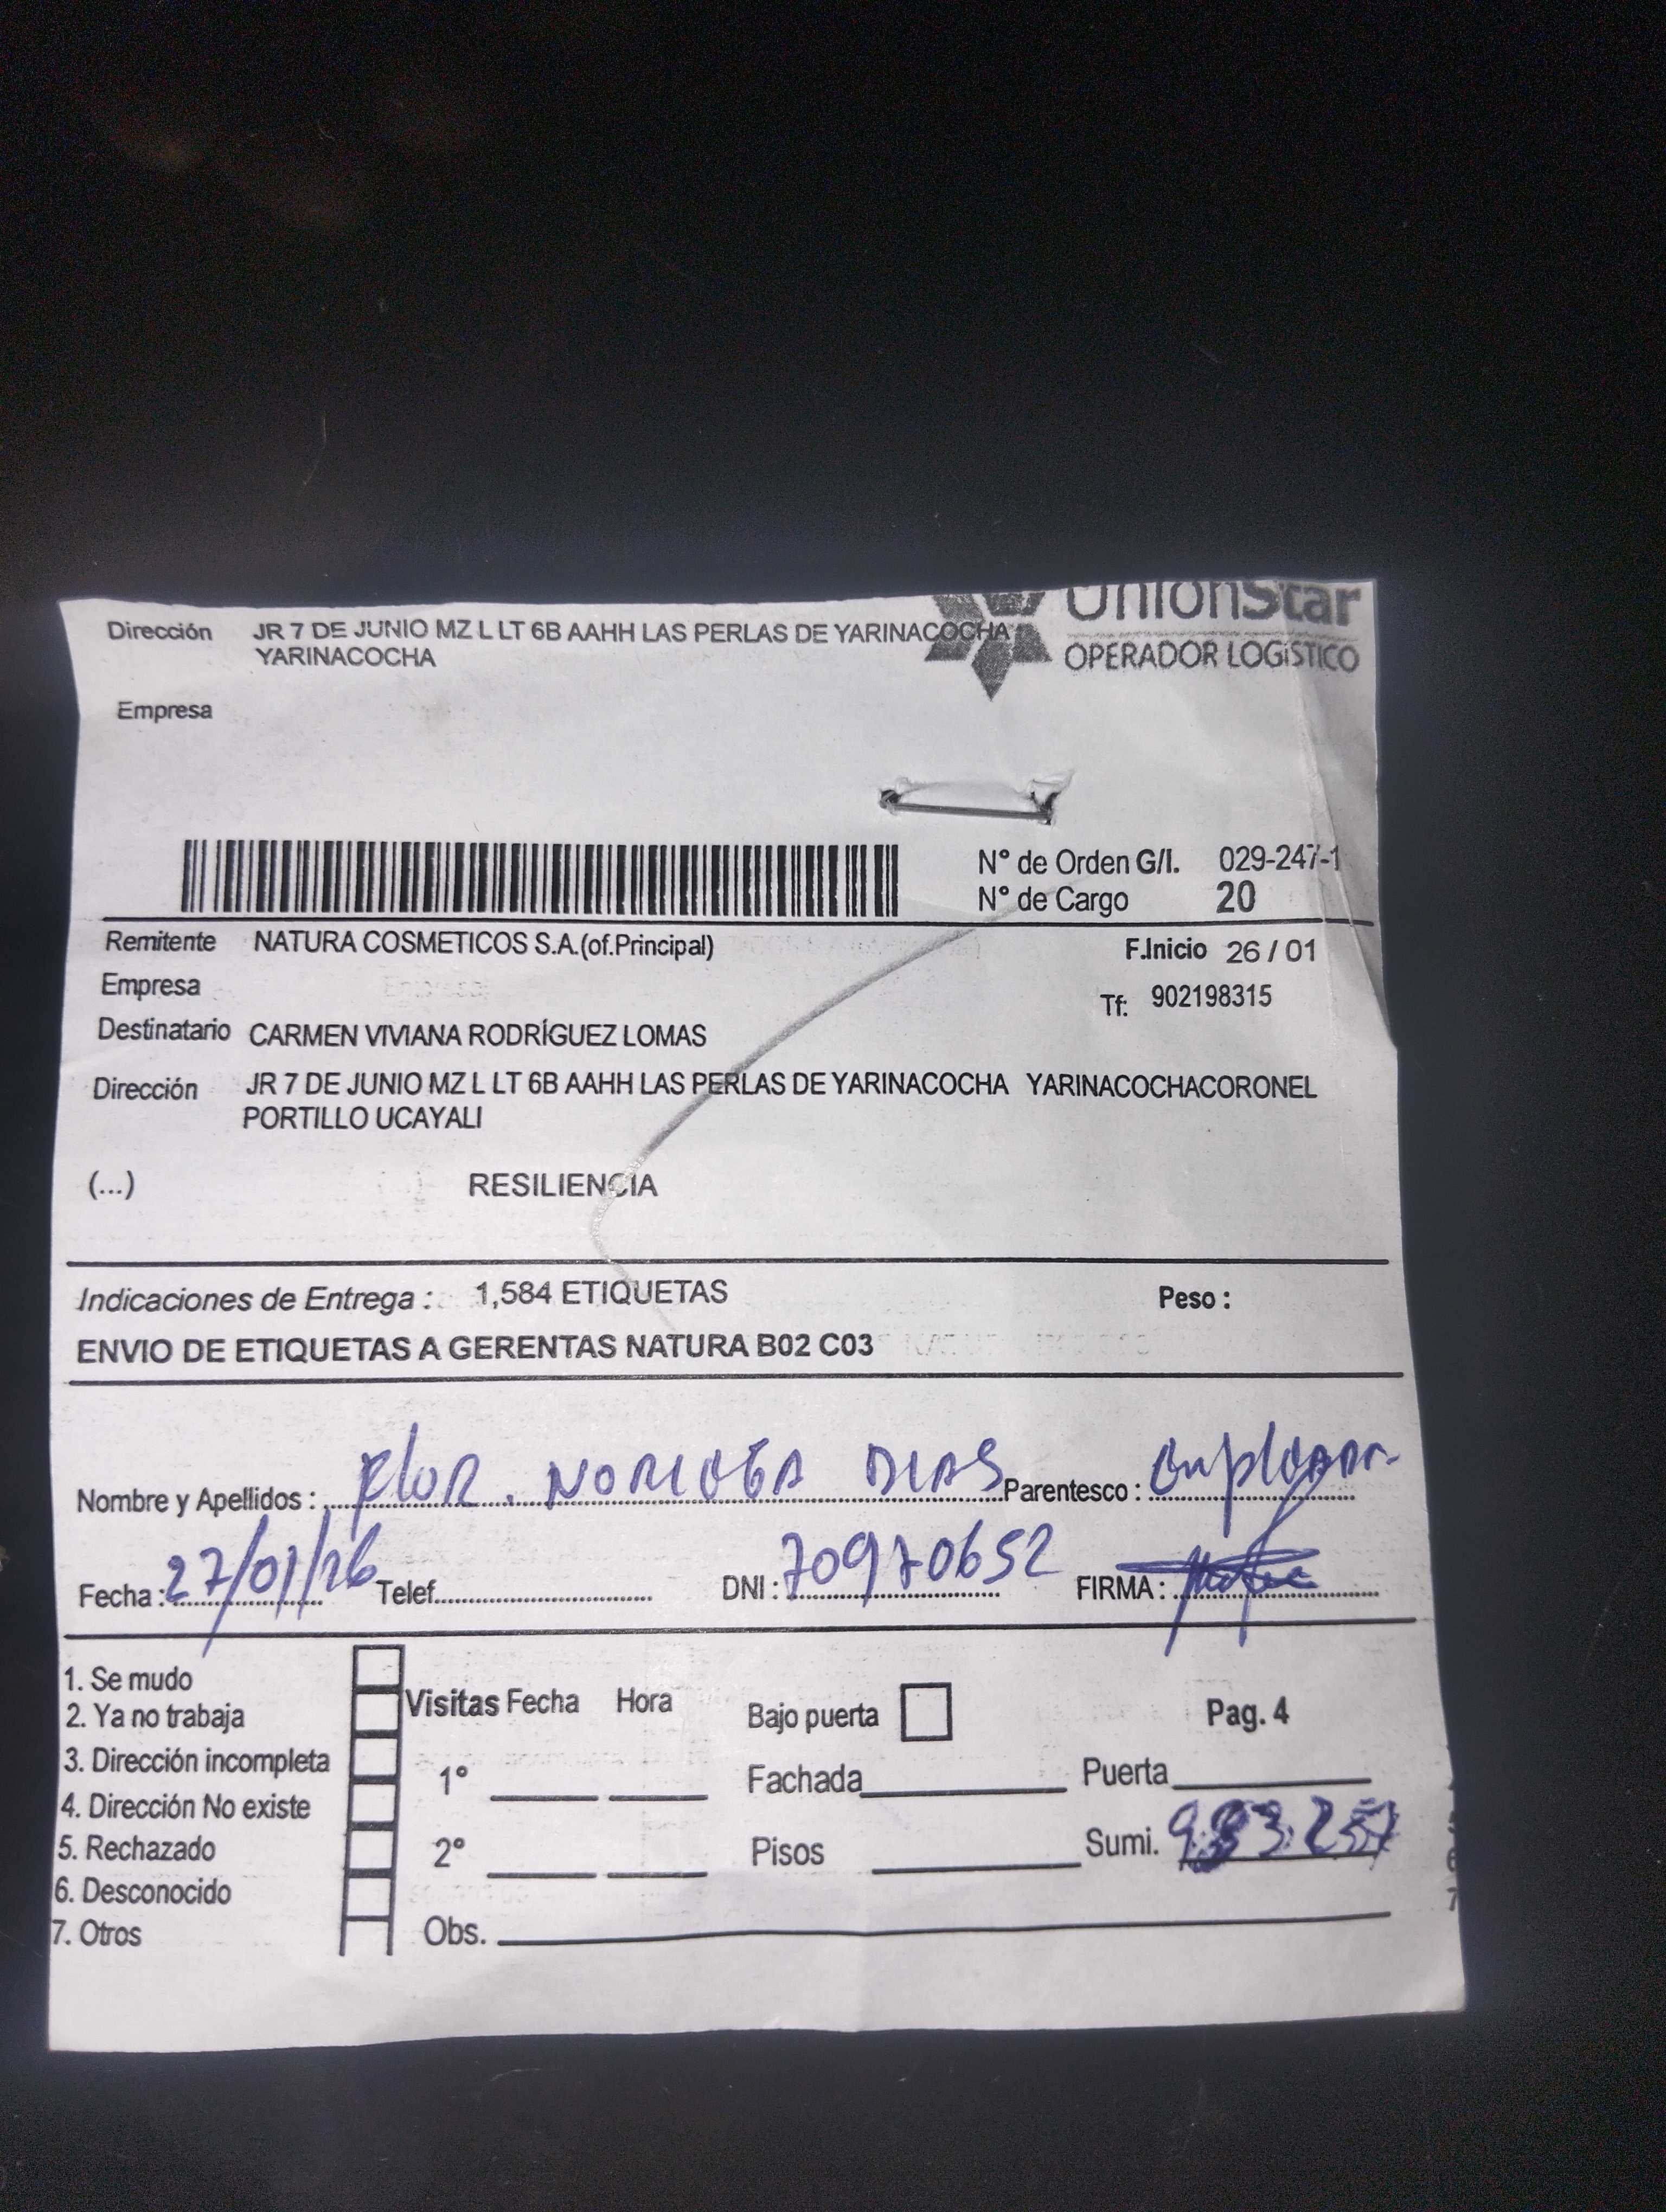 UnionStar
OPERADOR LOGíSTICO
Dirección JR 7 DE JUNIO MZ L LT 6B AAHH LAS PERLAS DE YARINACOCHA
YARINACOCHA
Empresa
N° de Orden G/I. 029-247-1
N° de Cargo 20
Remitente NATURA COSMETICOS S.A.(of.Principal) F.Inicio 26 / 01
Empresa Tf: 902198315
Destinatario CARMEN VIVIANA RODRÍGUEZ LOMAS
Dirección JR 7 DE JUNIO MZ L LT 6B AAHH LAS PERLAS DE YARINACOCHA YARINACOCHACORONEL
PORTILLO UCAYALI
(...) RESILIENCIA
Indicaciones de Entrega : 1,584 ETIQUETAS Peso :
ENVIO DE ETIQUETAS A GERENTAS NATURA B02 C03
Nombre y Apellidos : FloR. NORIEGA DIAS Parentesco :
Fecha : 27/01/26 Telef. DNI : 70970652 FIRMA :
1. Se mudo
2. Ya no trabaja
3. Dirección incompleta
4. Dirección No existe
5. Rechazado
6. Desconocido
7. Otros
Visitas Fecha Hora Bajo puerta Pag. 4
1° Fachada Puerta
2° Pisos Sumi.
Obs.